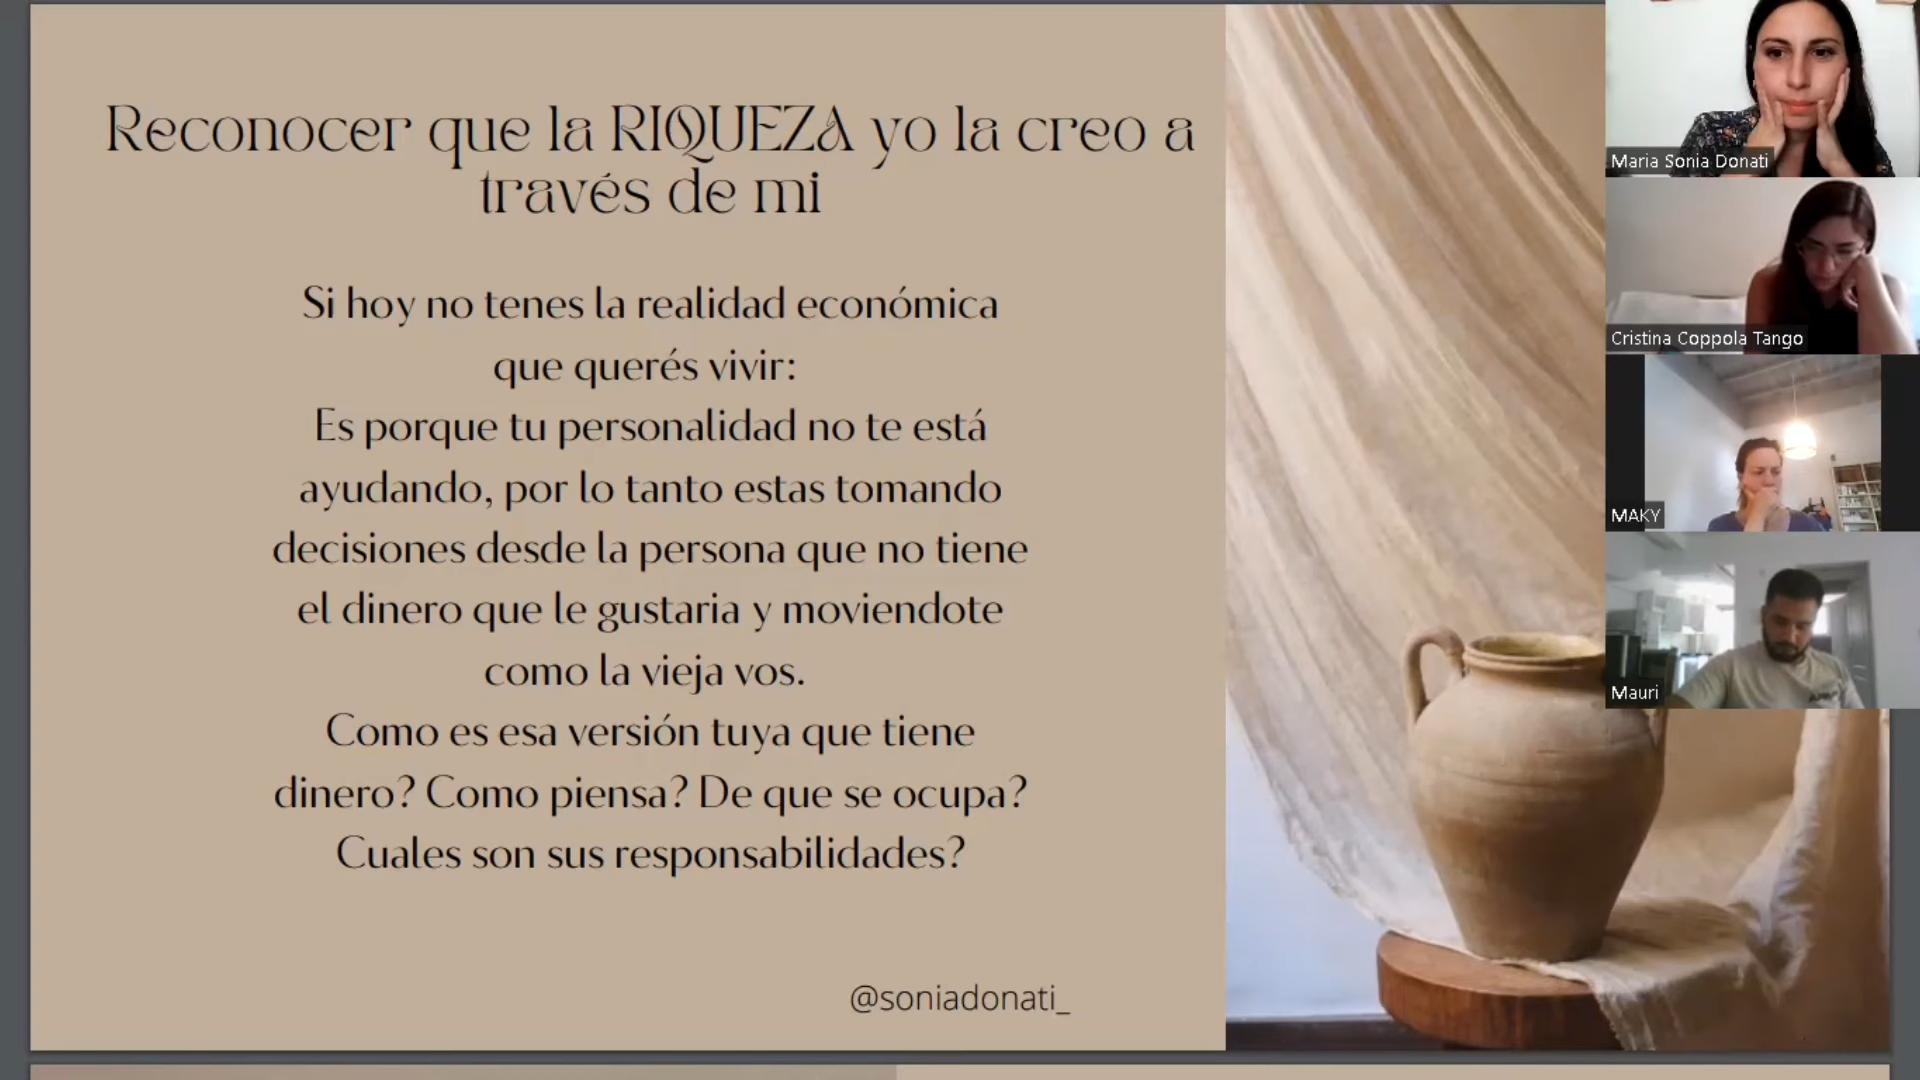 Reconocer que la RIQUEZA yo la creo a
través de mi
Si hoy no tenes la realidad económica
que querés vivir:
Es porque tu personalidad no te está
ayudando, por lo tanto estas tomando
decisiones desde la persona que no tiene
el dinero que le gustaria y moviendote
como la vieja vos.
Como es esa versión tuya que tiene
dinero? Como piensa? De que se ocupa?
Cuales son sus responsabilidades?
@soniadonati_
Maria Sonia Donati
Cristina Coppola Tango
MAKY
Mauri